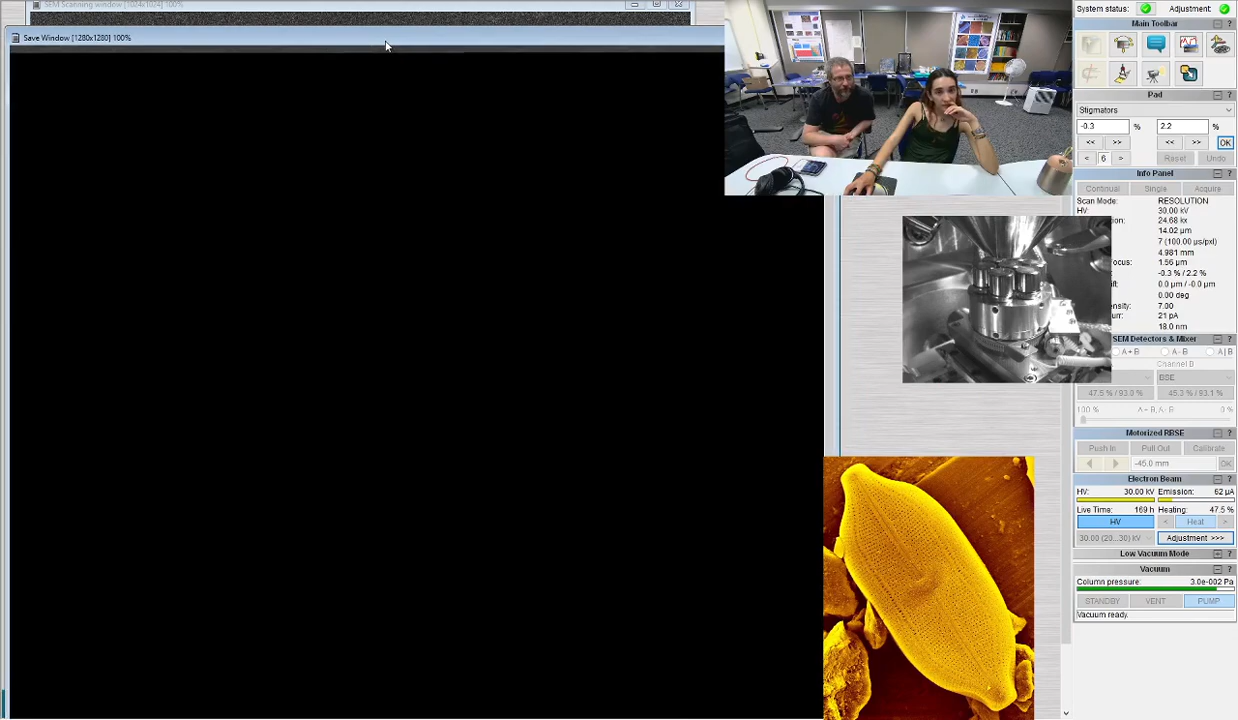 SEM Scanning window [1024x1024] 100%
Save Window [1280x1280] 100%
System status:
Adjustment:
Main Toolbar
?
Pad
?
Stigmators
-0.3 % 2.2 %
<< >> << >> OK
< 6 > Reset Undo
Info Panel
?
Continual Single Acquire
Scan Mode: RESOLUTION
HV: 30.00 kV
24.68 kx
14.02 µm
7 (100.00 µs/pxl)
4.981 mm
ocus: 1.56 µm
-0.3 % / 2.2 %
0.0 µm / -0.0 µm
0.00 deg
ensity: 7.00
urr: 21 pA
18.0 nm
SEM Detectors & Mixer
?
A + B A - B A | B
Channel B
BSE
47.5 % / 93.0 % 45.3 % / 93.1 %
100 % A + B, A - B 0 %
Motorized RBSE
?
Push In Pull Out Calibrate
-45.0 mm OK
Electron Beam
?
HV: 30.00 kV Emission: 62 µA
Live Time: 169 h Heating: 47.5 %
HV < Heat >
30.00 (20...30) kV Adjustment >>>
Low Vacuum Mode
?
Vacuum
?
Column pressure: 3.0e-002 Pa
STANDBY VENT PUMP
Vacuum ready.